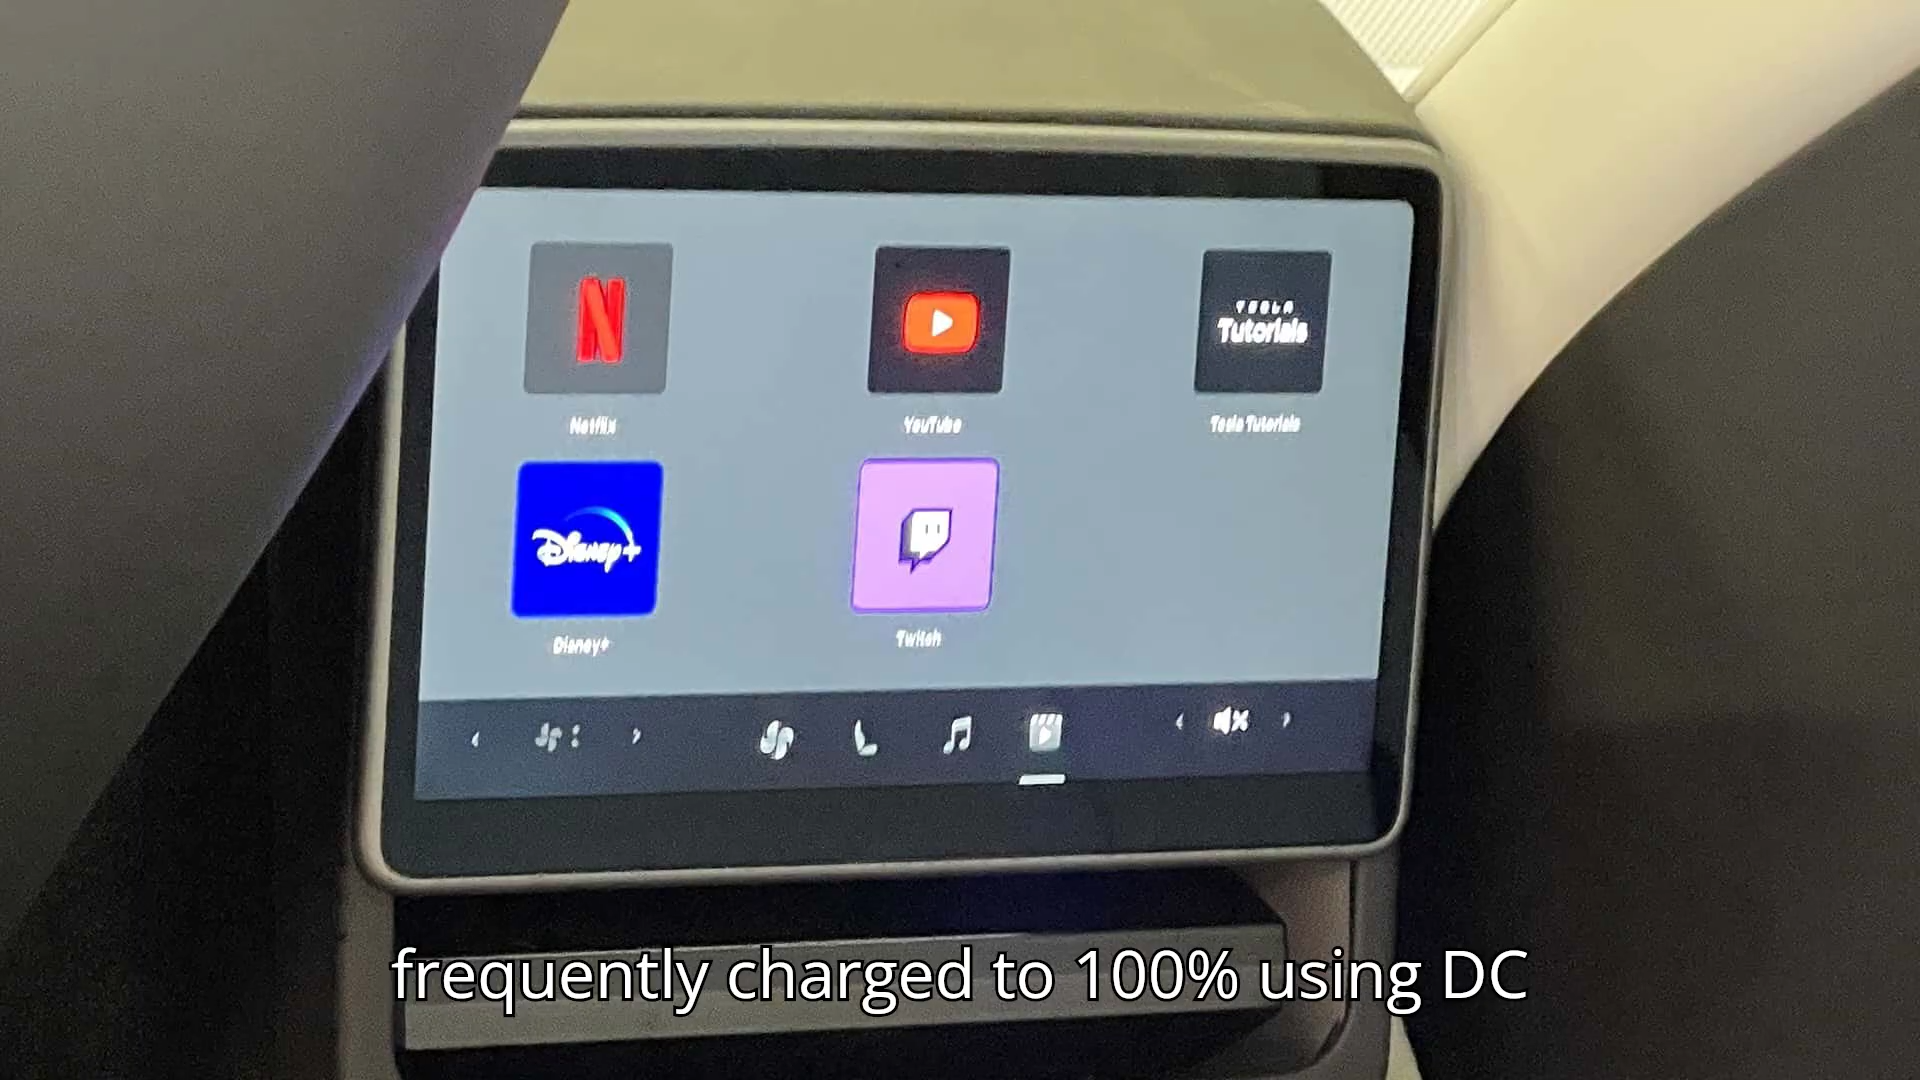 TESLA
Tutorials
Netflix
YouTube
Tesla Tutorials
Disney+
Disney+
Twitch
frequently charged to 100% using DC